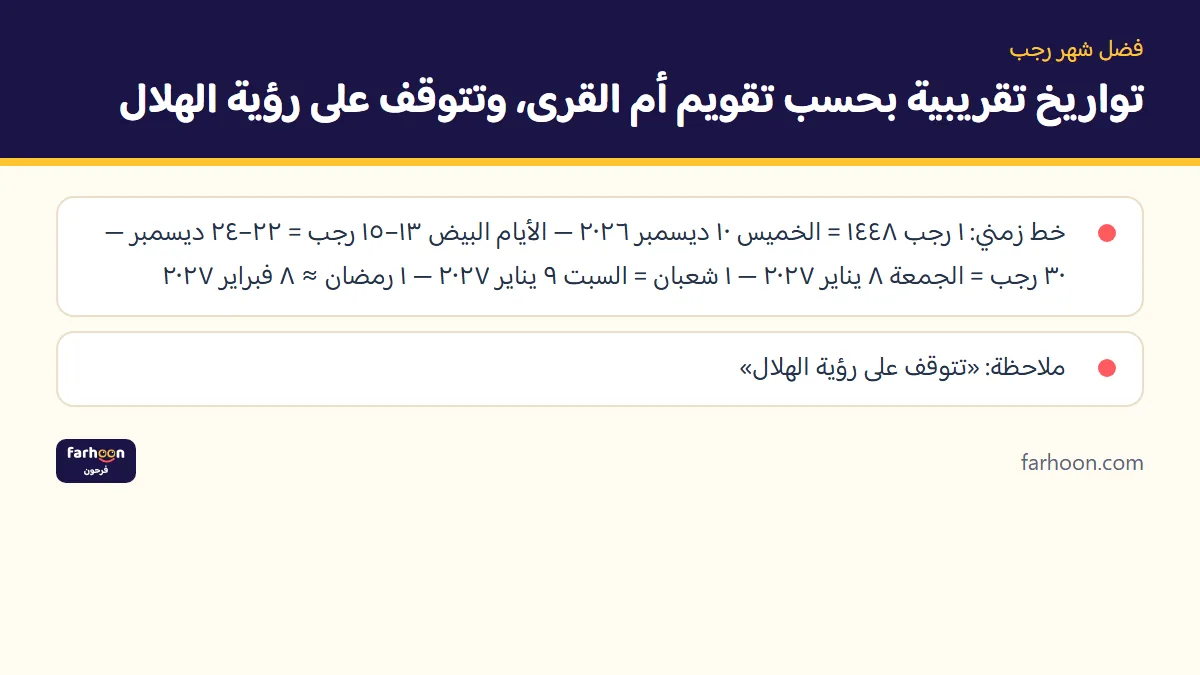 فضل شهر رجب
تواريخ تقريبية بحسب تقويم أم القرى، وتتوقف على رؤية الهلال
خط زمني: ١ رجب ١٤٤٨ = الخميس ١٠ ديسمبر ٢٠٢٦ — الأيام البيض ١٣–١٥ رجب = ٢٢–٢٤ ديسمبر —
٣٠ رجب = الجمعة ٨ يناير ٢٠٢٧ — ١ شعبان = السبت ٩ يناير ٢٠٢٧ — ١ رمضان ≈ ٨ فبراير ٢٠٢٧
ملاحظة: «تتوقف على رؤية الهلال»
farhoon.com
farhoon
فرحون